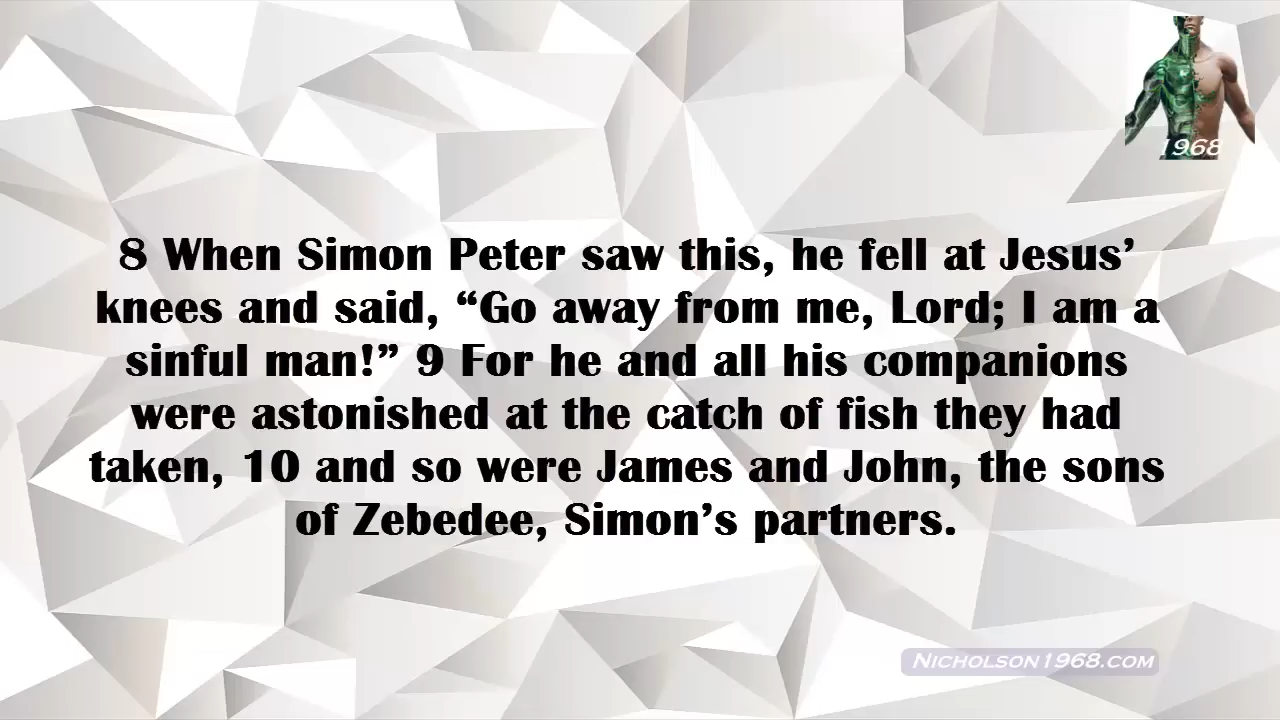 1968
8 When Simon Peter saw this, he fell at Jesus’
knees and said, “Go away from me, Lord; I am a
sinful man!” 9 For he and all his companions
were astonished at the catch of fish they had
taken, 10 and so were James and John, the sons
of Zebedee, Simon’s partners.
Nicholson1968.com